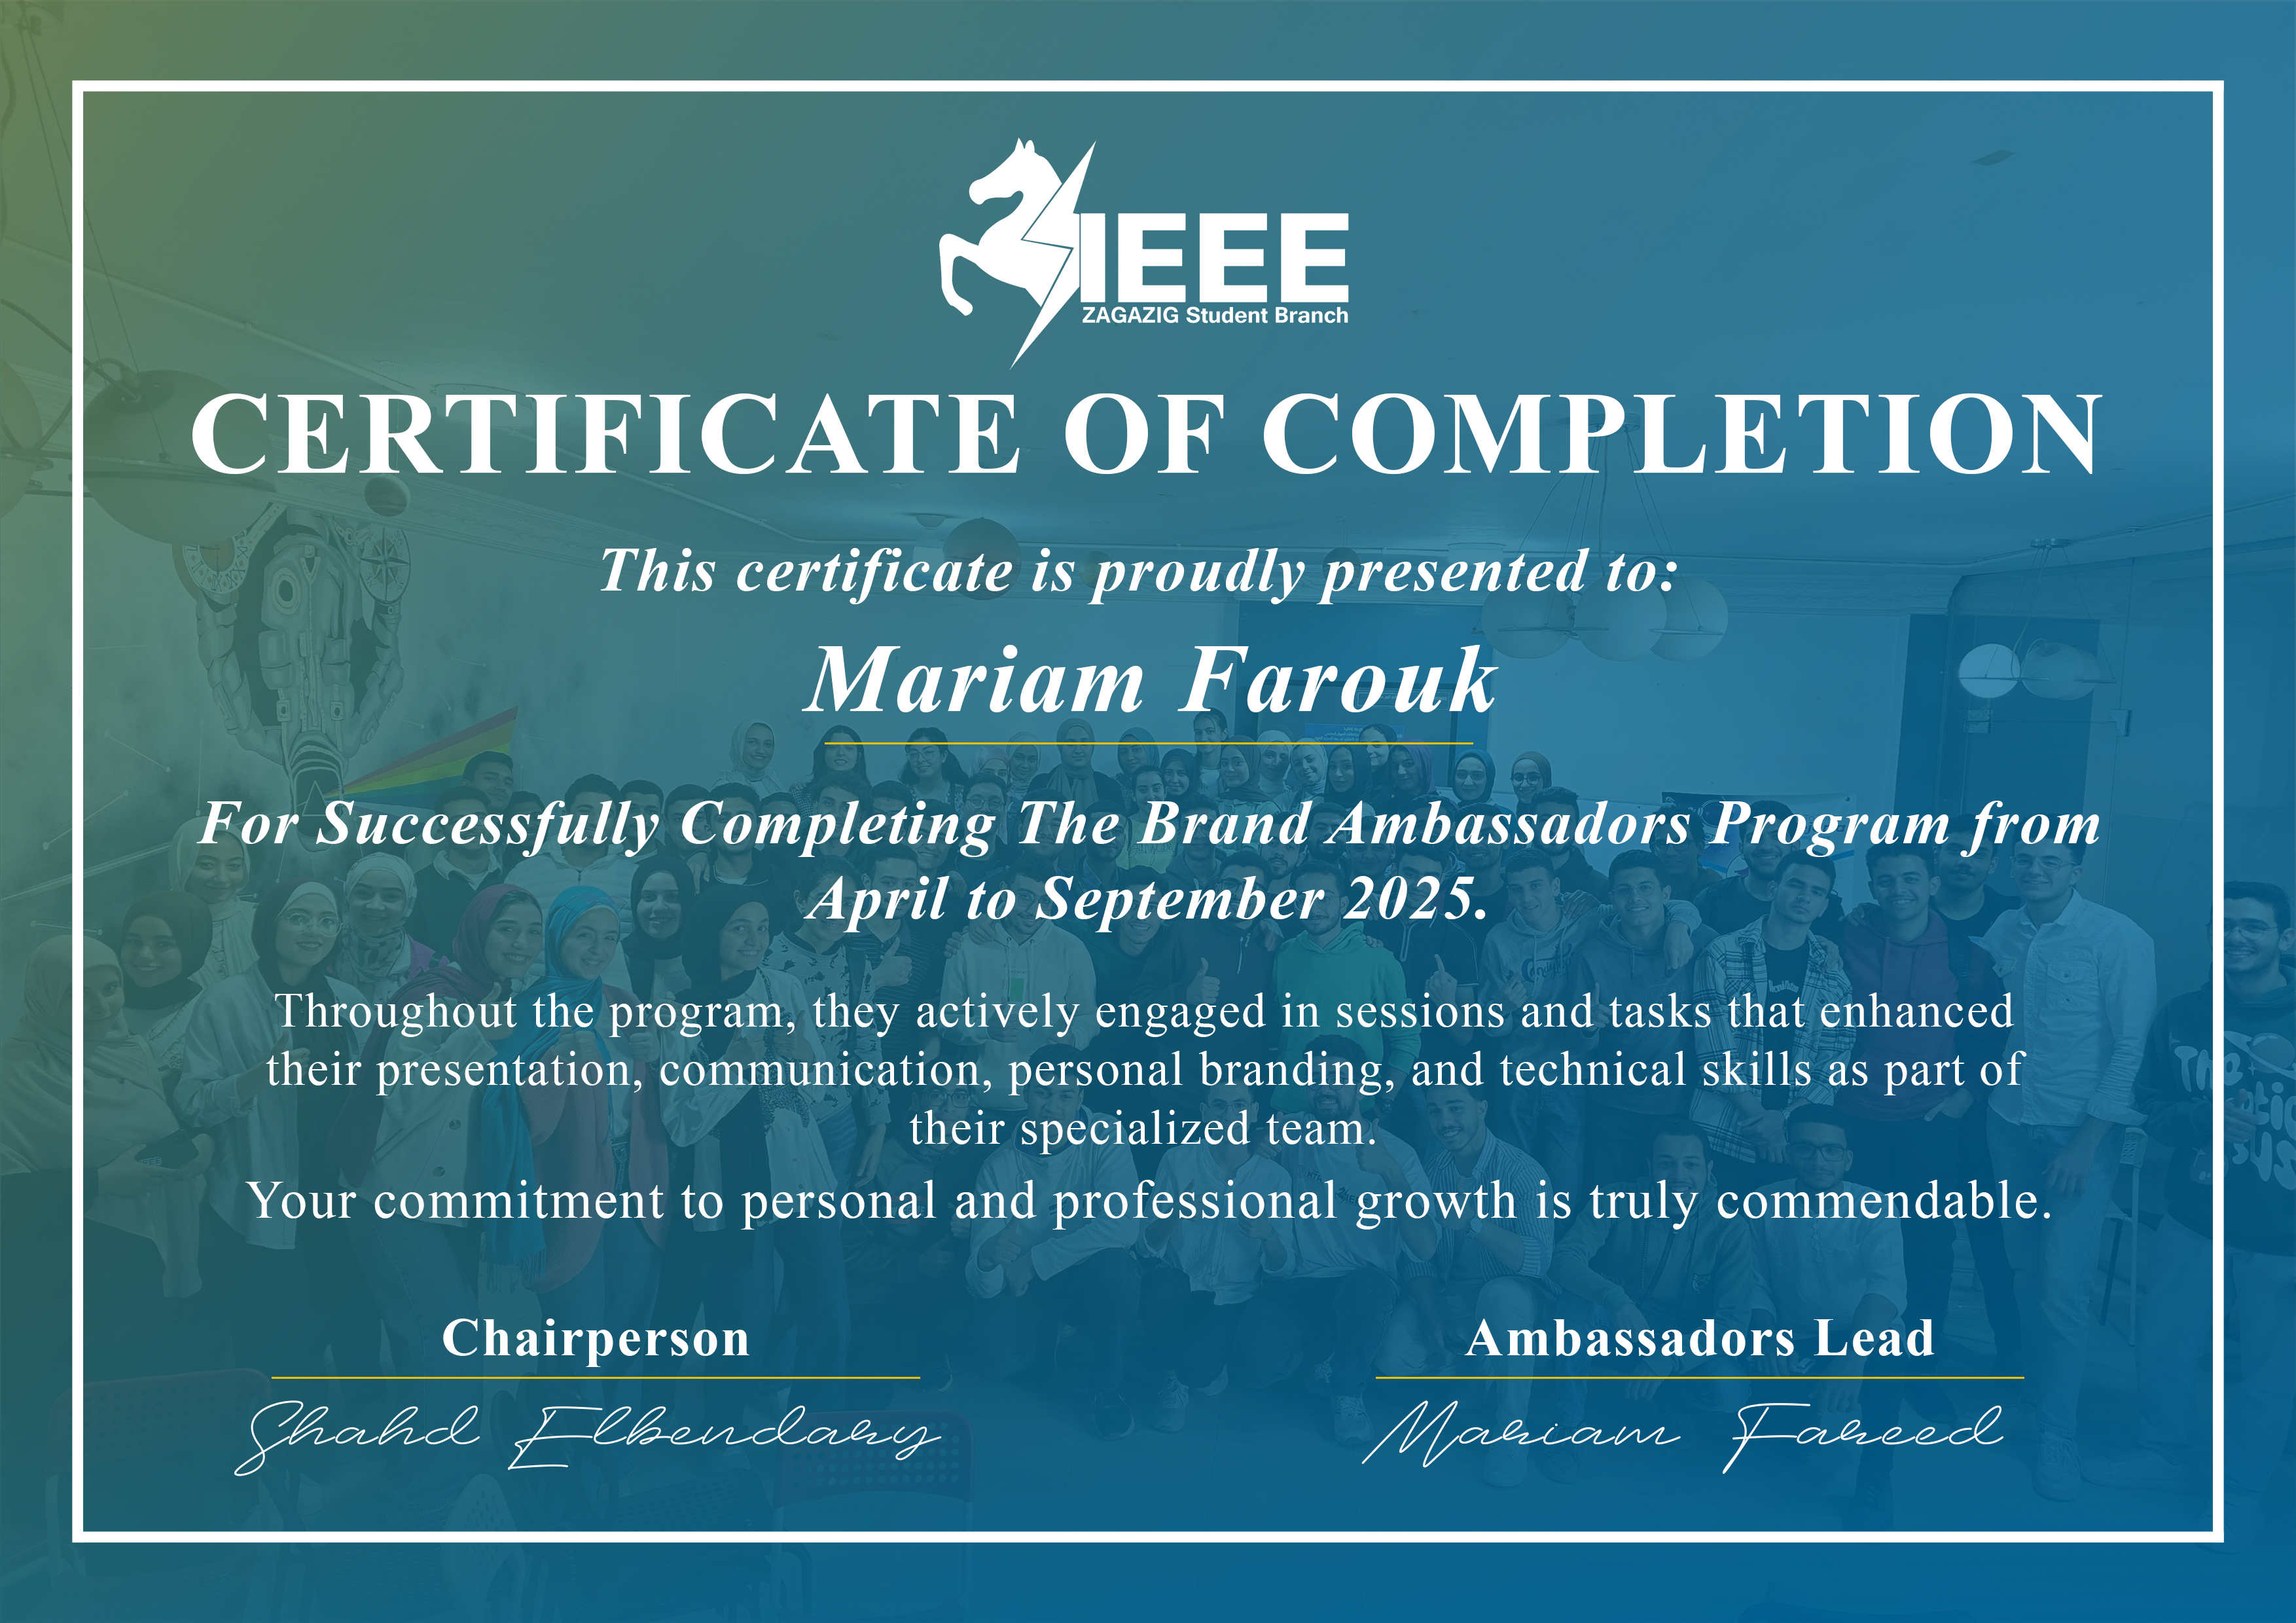 IEEE
ZAGAZIG Student Branch
CERTIFICATE OF COMPLETION
This certificate is proudly presented to:
Mariam Farouk
For Successfully Completing The Brand Ambassadors Program from
April to September 2025.
Throughout the program, they actively engaged in sessions and tasks that enhanced
their presentation, communication, personal branding, and technical skills as part of
their specialized team.
Your commitment to personal and professional growth is truly commendable.
Chairperson
Shahd Elbendary
Ambassadors Lead
Mariam Fareed